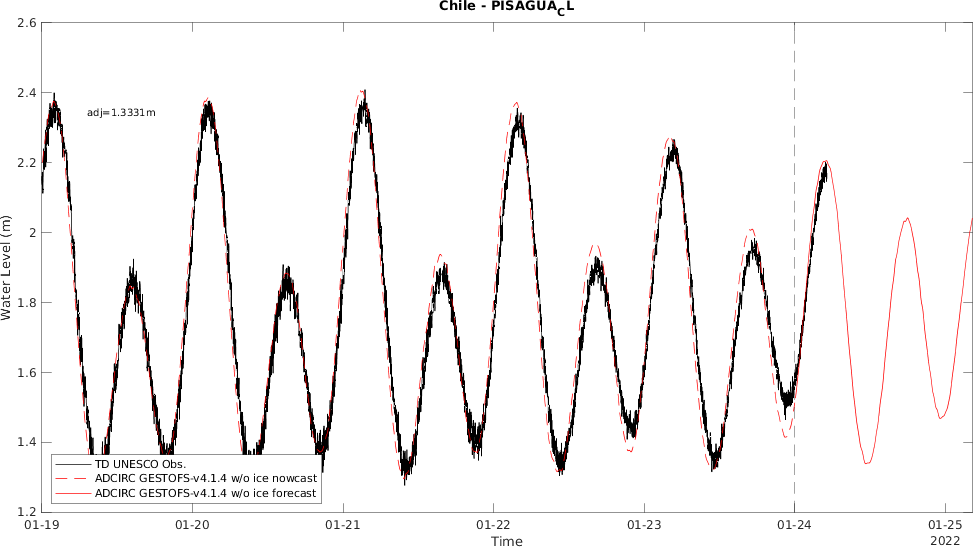 Chile - PISAGUA_CL
2.6
2.4
adj=1.3331m
2.2
2
Water Level (m)
1.8
1.6
1.4
TD UNESCO Obs.
ADCIRC GESTOFS-v4.1.4 w/o ice nowcast
ADCIRC GESTOFS-v4.1.4 w/o ice forecast
1.2
01-19 01-20 01-21 01-22 01-23 01-24 01-25
Time 2022